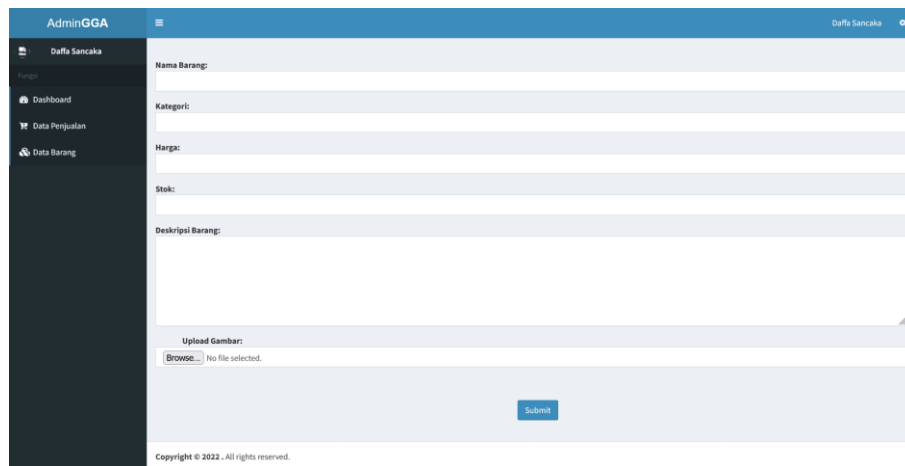 AdminGGA
Daffa Sancaka
Daffa Sancaka
Fungsi
Dashboard
Data Penjualan
Data Barang
Nama Barang:
Kategori:
Harga:
Stok:
Deskripsi Barang:
Upload Gambar:
Browse... No file selected.
Submit
Copyright © 2022 . All rights reserved.